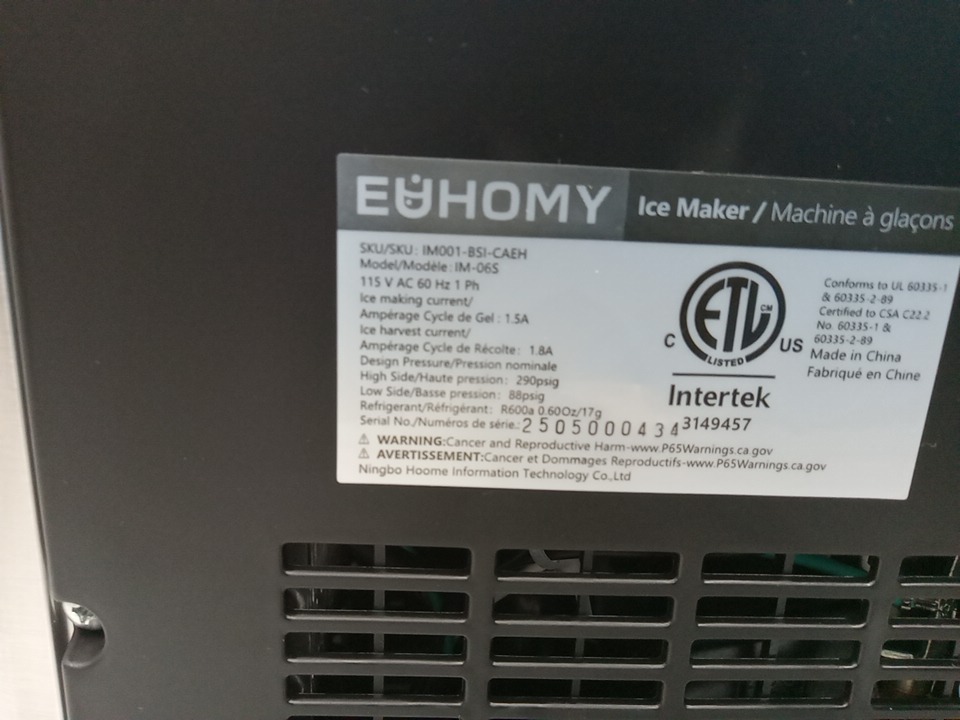 EUHOMY
Ice Maker / Machine à glaçons
SKU/SKU : IM001-BSI-CAEH
Model/Modèle : IM-06S
115 V AC 60 Hz 1 Ph
Ice making current/
Ampérage Cycle de Gel : 1.5A
Ice harvest current/
Ampérage Cycle de Récolte : 1.8A
Design Pressure/Pression nominale
High Side/Haute pression : 290psig
Low Side/Basse pression : 88psig
Refrigerant/Réfrigérant : R600a 0.60Oz/17g
Serial No./Numéros de série.: 2505000434
ETL CM
LISTED
C US
Intertek
3149457
Conforms to UL 60335-1
& 60335-2-89
Certified to CSA C22.2
No. 60335-1 &
60335-2-89
Made in China
Fabriqué en Chine
⚠ WARNING:Cancer and Reproductive Harm-www.P65Warnings.ca.gov
⚠ AVERTISSEMENT:Cancer et Dommages Reproductifs-www.P65Warnings.ca.gov
Ningbo Hoome Information Technology Co.,Ltd